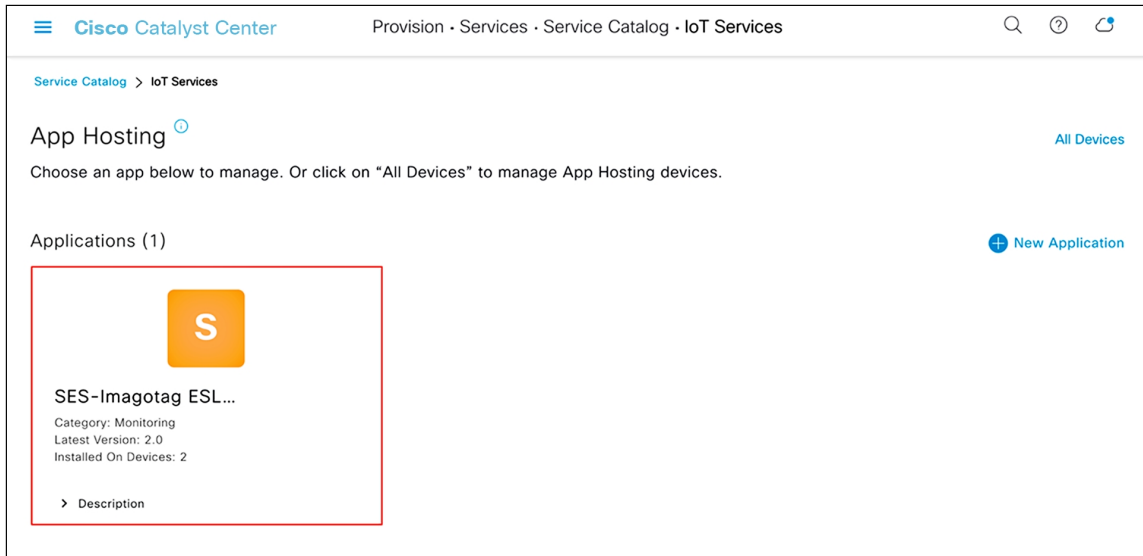 Cisco Catalyst Center
Provision · Services · Service Catalog · IoT Services
Service Catalog > IoT Services
App Hosting
All Devices
Choose an app below to manage. Or click on “All Devices” to manage App Hosting devices.
Applications (1)
New Application
S
SES-Imagotag ESL...
Category: Monitoring
Latest Version: 2.0
Installed On Devices: 2
> Description